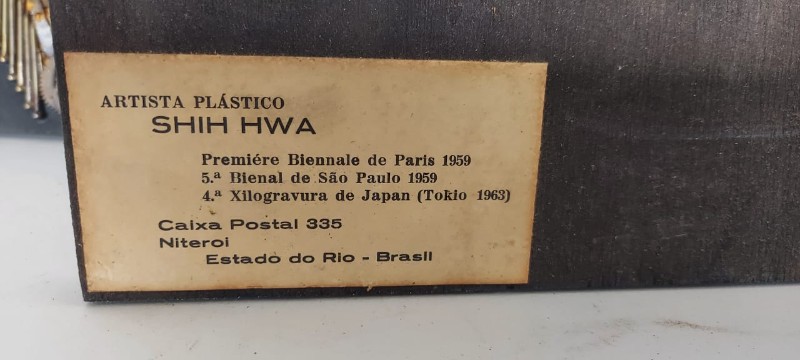 ARTISTA PLÁSTICO
SHIH HWA
Premiére Biennale de Paris 1959
5.ª Bienal de São Paulo 1959
4.ª Xilogravura de Japan (Tokio 1963)
Caixa Postal 335
Niteroi
Estado do Rio - Brasil